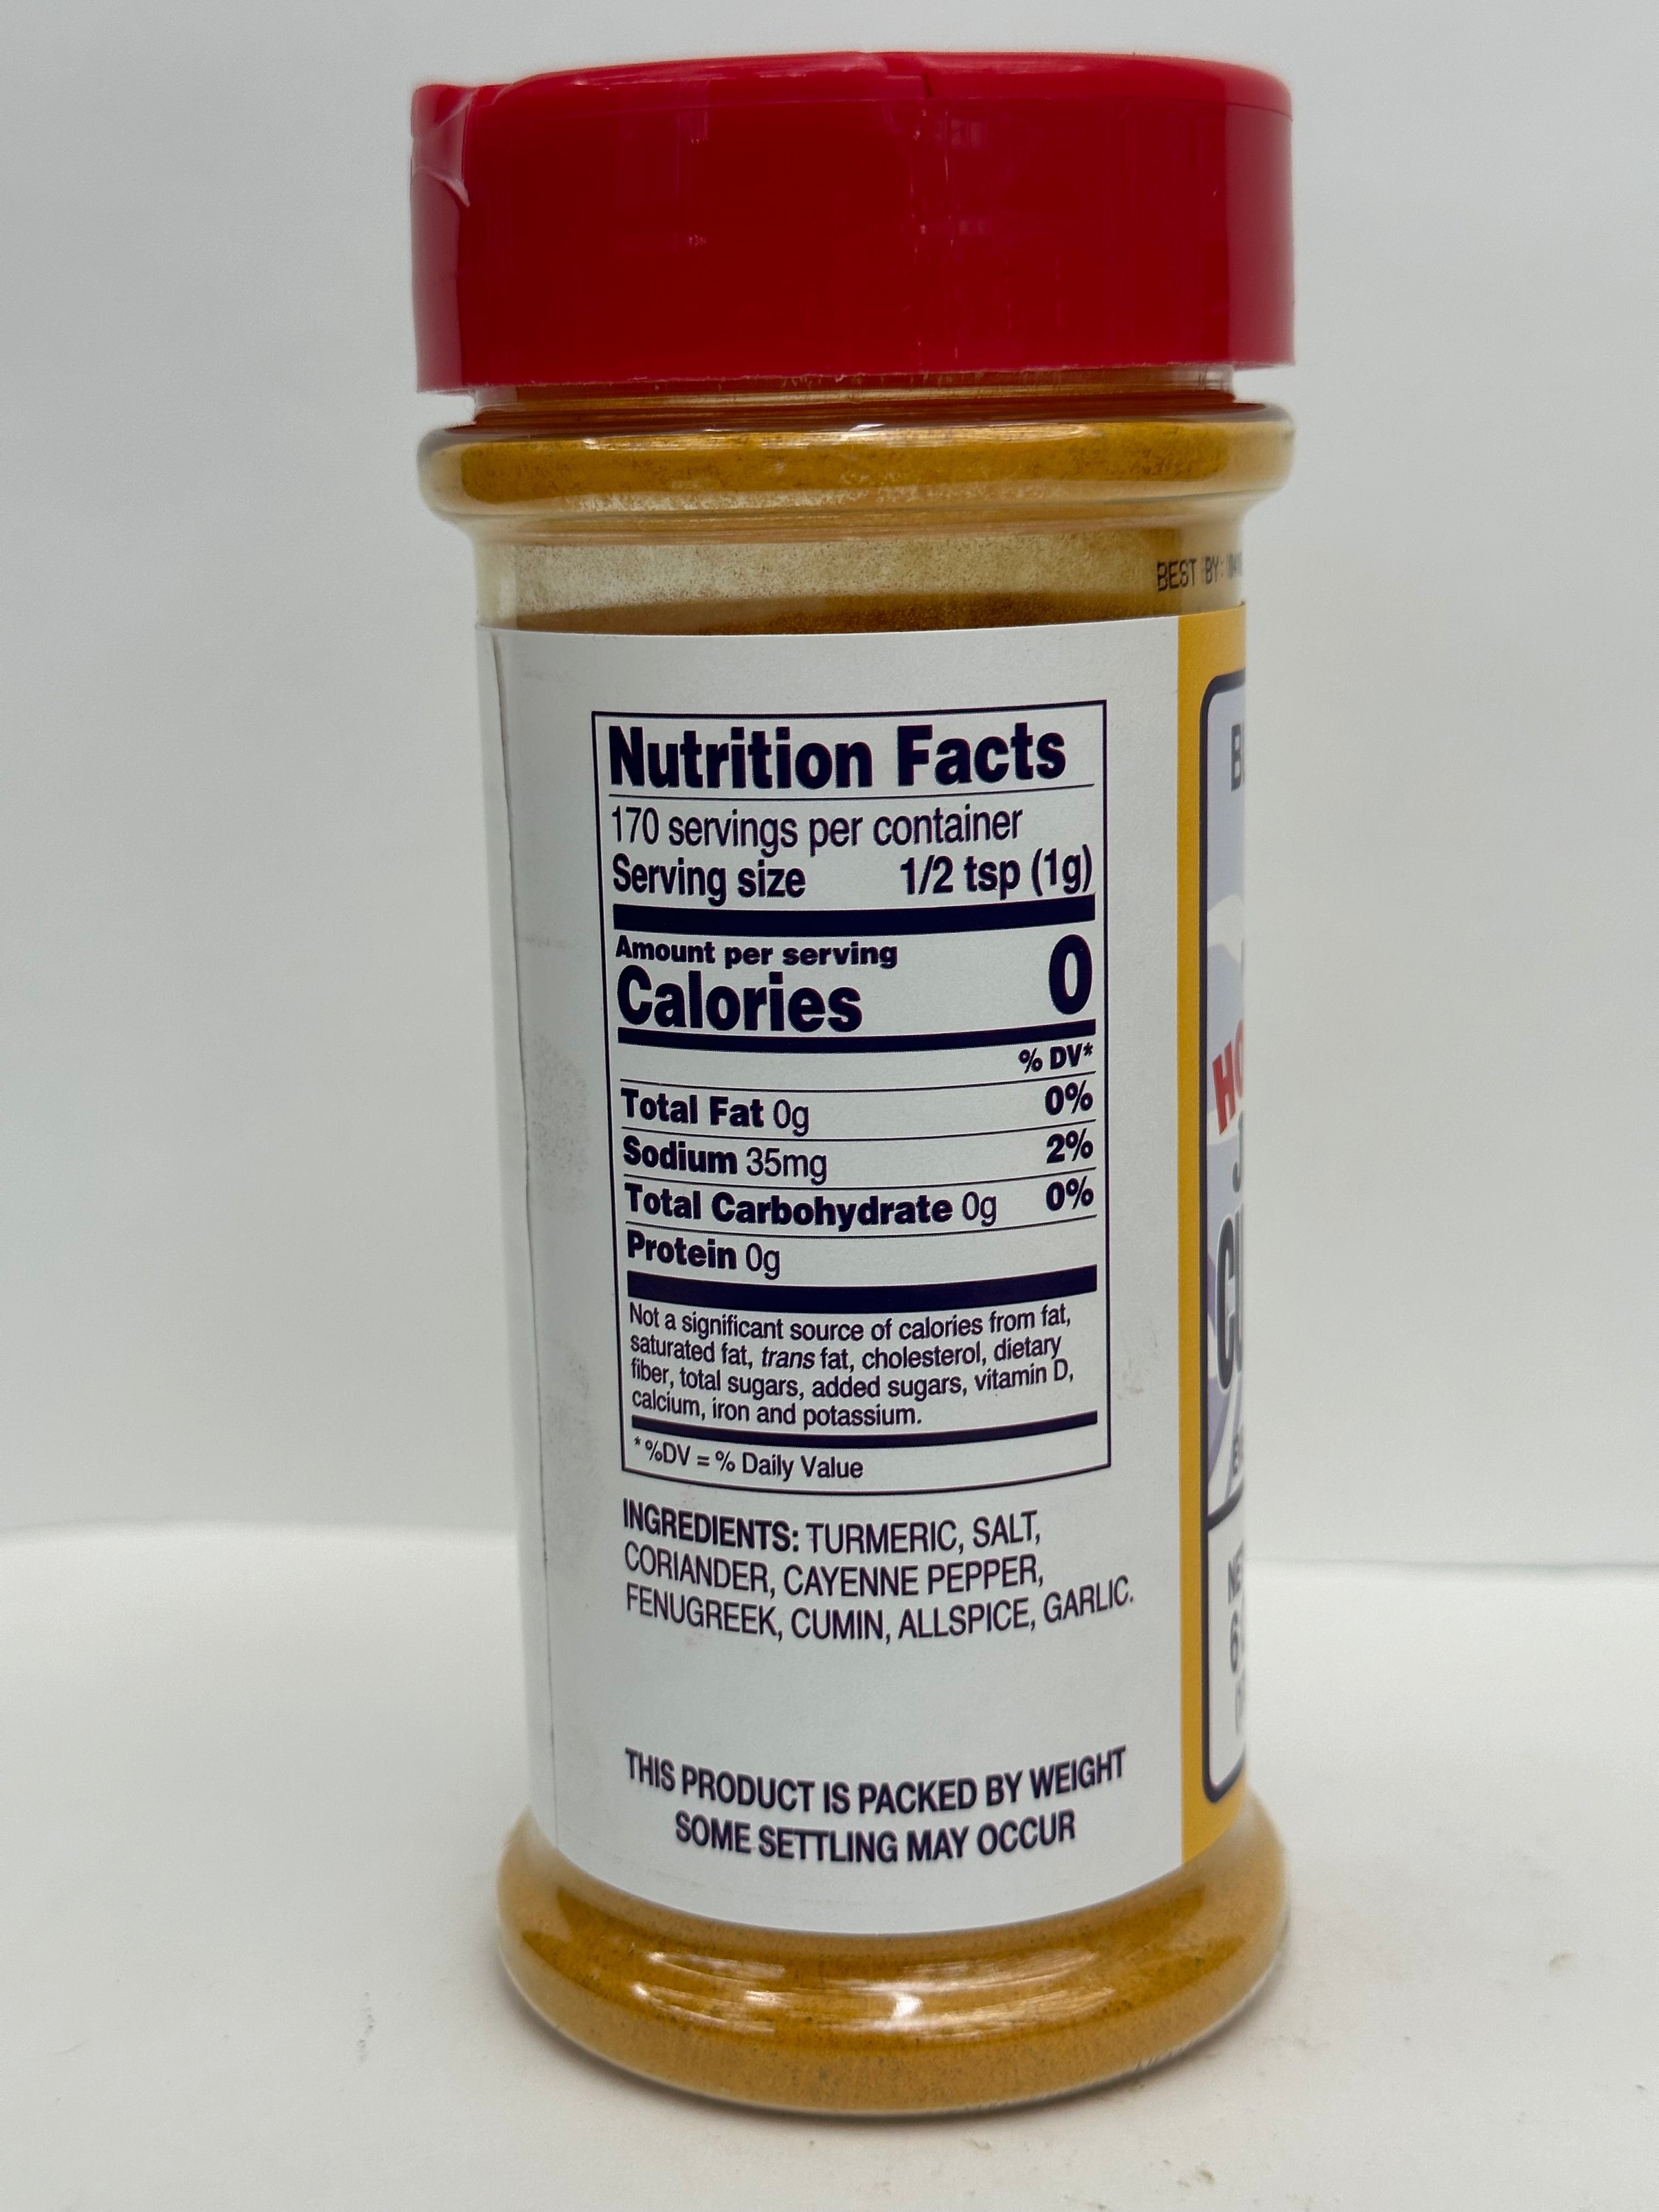 BEST BY:
Nutrition Facts
170 servings per container
Serving size 1/2 tsp (1g)
Amount per serving
Calories 0
% DV*
Total Fat 0g 0%
Sodium 35mg 2%
Total Carbohydrate 0g 0%
Protein 0g
Not a significant source of calories from fat,
saturated fat, trans fat, cholesterol, dietary
fiber, total sugars, added sugars, vitamin D,
calcium, iron and potassium.
*%DV = % Daily Value
INGREDIENTS: TURMERIC, SALT,
CORIANDER, CAYENNE PEPPER,
FENUGREEK, CUMIN, ALLSPICE, GARLIC.
THIS PRODUCT IS PACKED BY WEIGHT
SOME SETTLING MAY OCCUR